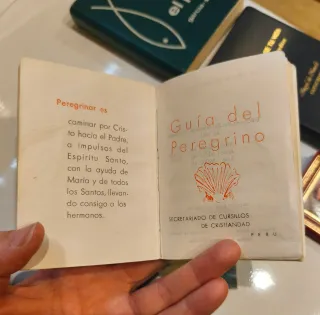 Peregrinar es
caminar por Cris-
to hacia el Padre,
a impulsos del
Espíritu Santo,
con la ayuda de
María y de todos
los Santos, llevan-
do consigo a los
hermanos.
Guía del
Peregrino
SECRETARIADO DE CURSILLOS
DE CRISTIANDAD
PERU
el